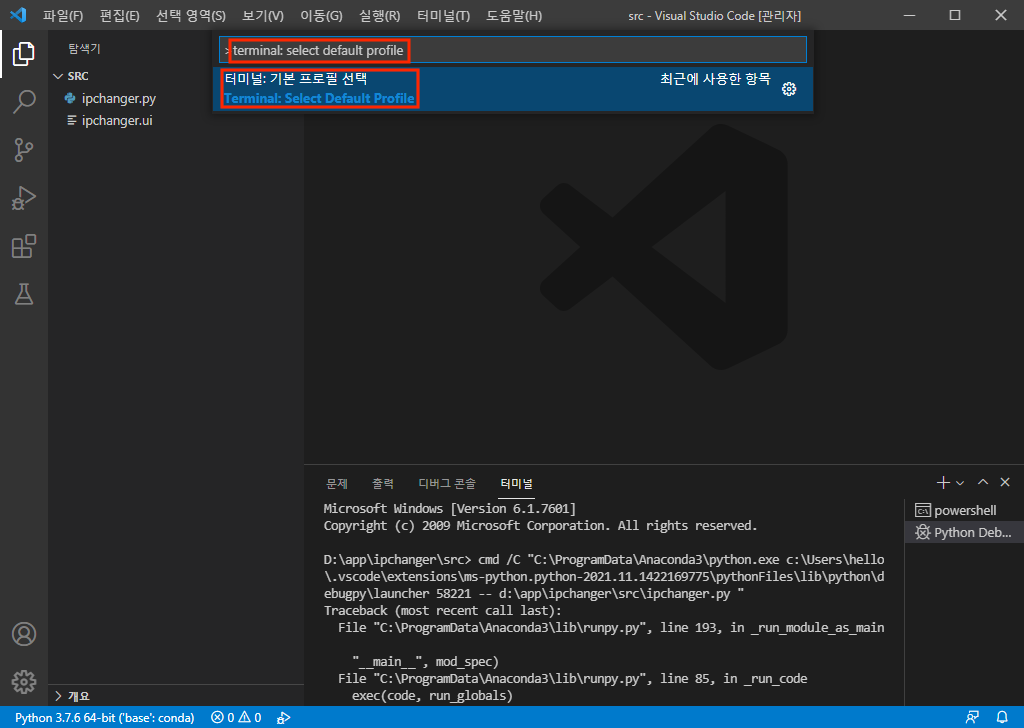 파일(F) 편집(E) 선택 영역(S) 보기(V) 이동(G) 실행(R) 터미널(T) 도움말(H) src - Visual Studio Code [관리자]
탐색기
>terminal: select default profile
SRC
터미널: 기본 프로필 선택 최근에 사용한 항목
Terminal: Select Default Profile
ipchanger.py
ipchanger.ui
문제 출력 디버그 콘솔 터미널
powershell
Python Deb...
Microsoft Windows [Version 6.1.7601]
Copyright (c) 2009 Microsoft Corporation. All rights reserved.
D:\app\ipchanger\src> cmd /C "C:\ProgramData\Anaconda3\python.exe c:\Users\hello
\.vscode\extensions\ms-python.python-2021.11.1422169775\pythonFiles\lib\python\d
ebugpy\launcher 58221 -- d:\app\ipchanger\src\ipchanger.py "
Traceback (most recent call last):
File "C:\ProgramData\Anaconda3\lib\runpy.py", line 193, in _run_module_as_main
"__main__", mod_spec)
File "C:\ProgramData\Anaconda3\lib\runpy.py", line 85, in _run_code
exec(code, run_globals)
개요
Python 3.7.6 64-bit ('base': conda) 0 0